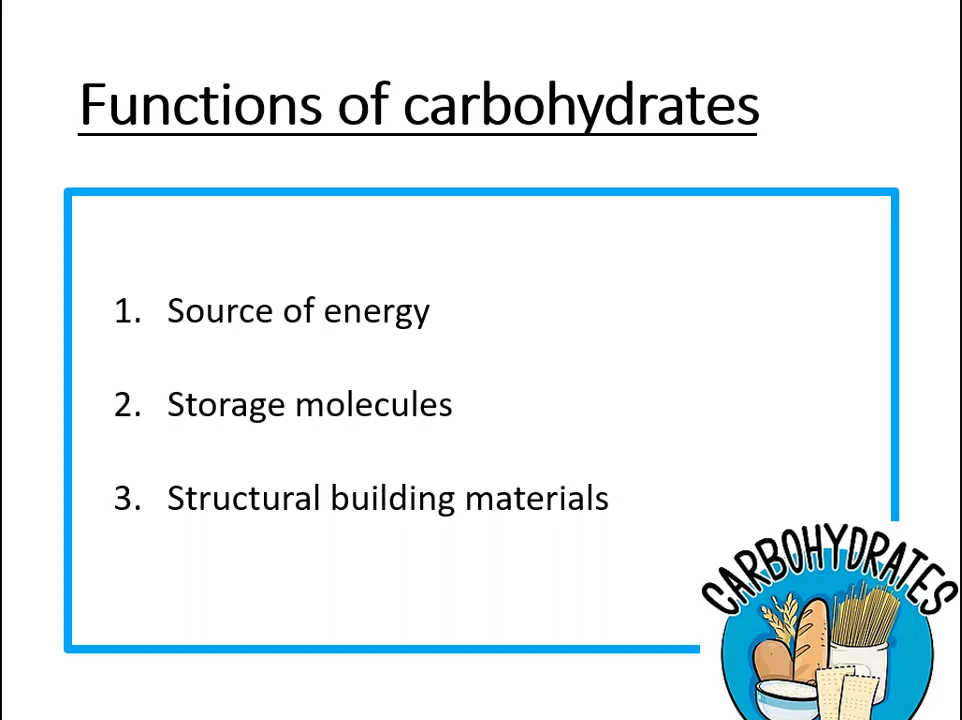 Functions of carbohydrates
1. Source of energy
2. Storage molecules
3. Structural building materials
CARBOHYDRATES